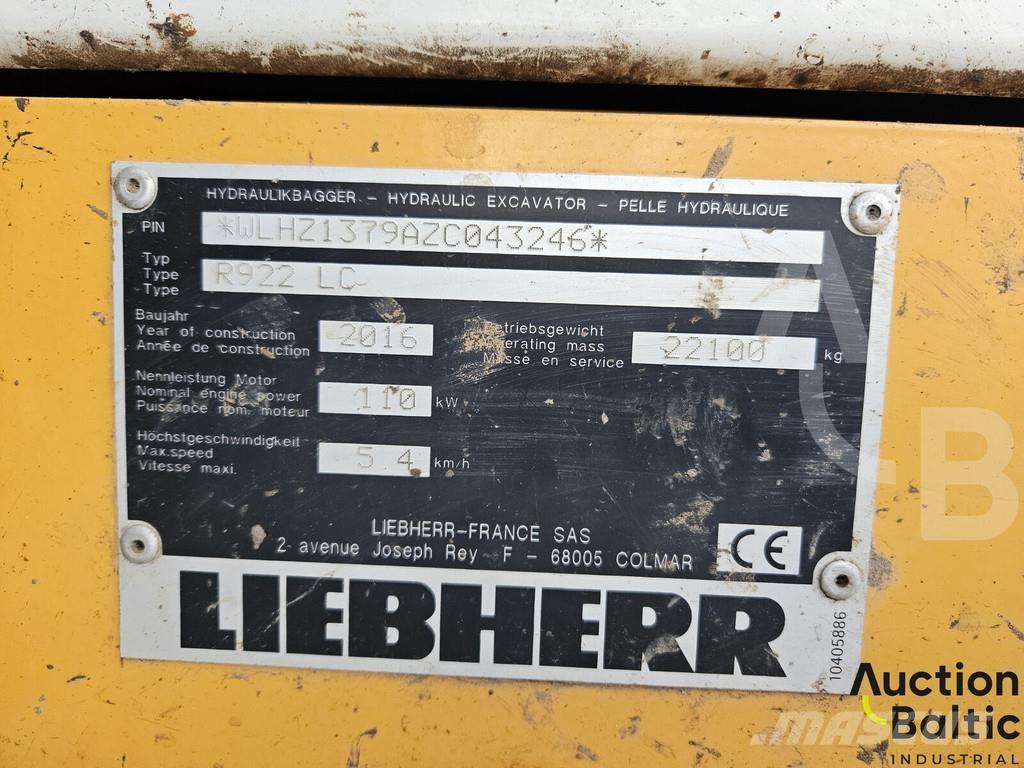 HYDRAULIKBAGGER - HYDRAULIC EXCAVATOR - PELLE HYDRAULIQUE
PIN *WLHZ1379AZC043246*
Typ
Type
Type
R922 LC
Baujahr
Year of construction
Année de construction
2016
Betriebsgewicht
Operating mass
Masse en service
22100 kg
Nennleistung Motor
Nominal engine power
Puissance nom. moteur
110 kW
Höchstgeschwindigkeit
Max.speed
Vitesse maxi.
5 4 km/h
LIEBHERR-FRANCE SAS
2 avenue Joseph Rey F - 68005 COLMAR
CE
LIEBHERR
10405886
A-B
Auction
Baltic
INDUSTRIAL
MASCUS